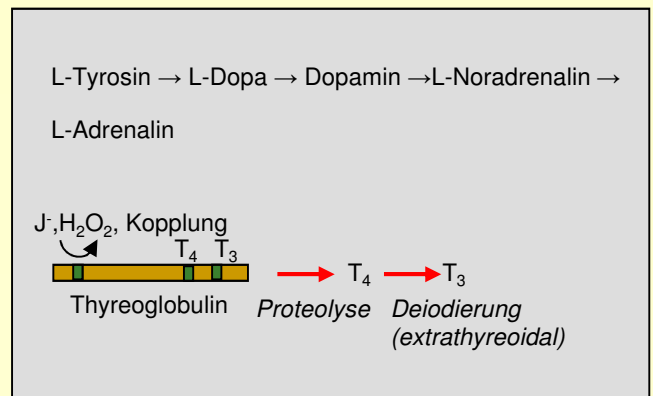 L-Tyrosin → L-Dopa → Dopamin →L-Noradrenalin →
L-Adrenalin
J⁻,H₂O₂, Kopplung
T₄ T₃
T₄ T₃
Thyreoglobulin Proteolyse Deiodierung
(extrathyreoidal)